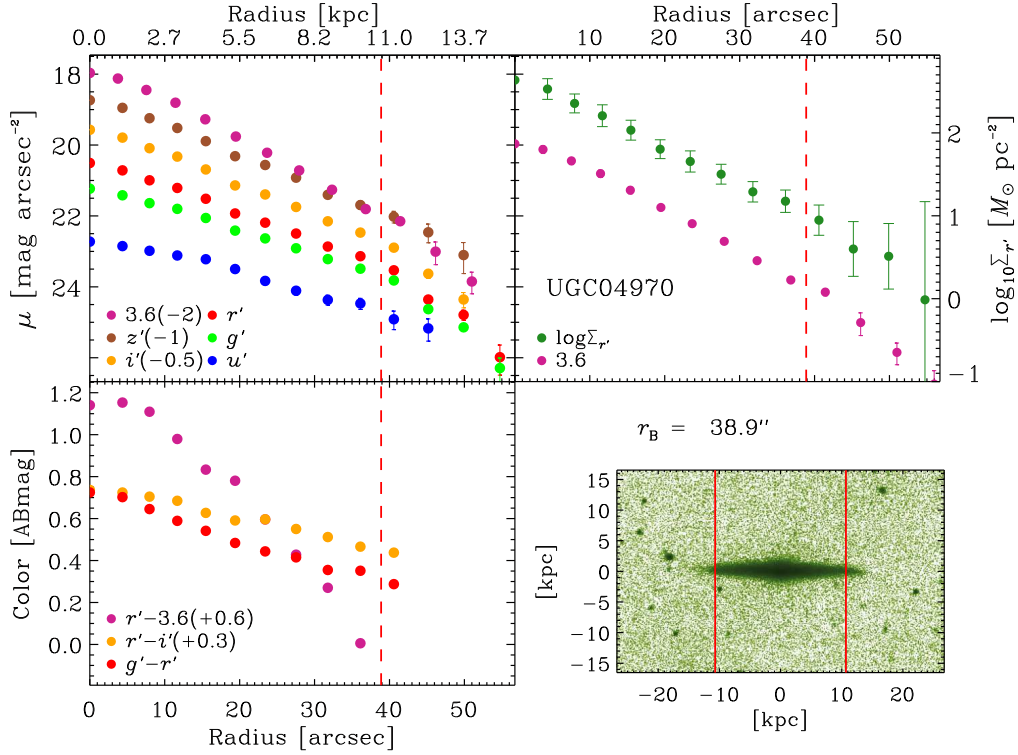 Radius [kpc]
0.0 2.7 5.5 8.2 11.0 13.7
Radius [arcsec]
10 20 30 40 50
18
20
22
24
μ [mag arcsec⁻²]
3.6(−2)
z′(−1)
i′(−0.5)
r′
g′
u′
UGC04970
logΣr′
3.6
2
1
0
−1
log₁₀Σr′ [M⊙ pc⁻²]
1.2
1.0
0.8
0.6
0.4
0.2
0.0
Color [ABmag]
r′−3.6(+0.6)
r′−i′(+0.3)
g′−r′
0 10 20 30 40 50
Radius [arcsec]
rB = 38.9″
15
10
5
0
−5
−10
−15
[kpc]
−20 −10 0 10 20
[kpc]